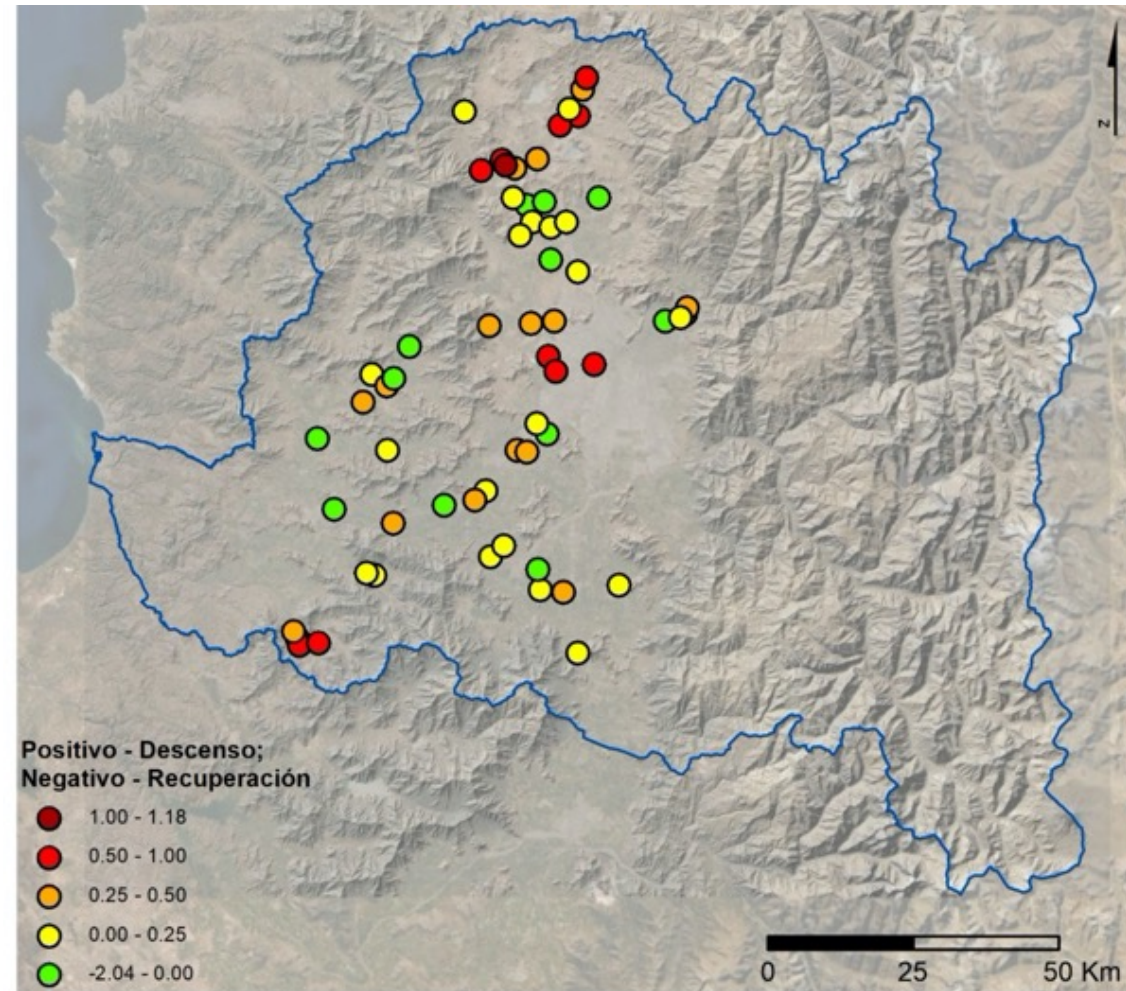 N
Positivo - Descenso;
Negativo - Recuperación
1.00 - 1.18
0.50 - 1.00
0.25 - 0.50
0.00 - 0.25
-2.04 - 0.00
0 25 50 Km